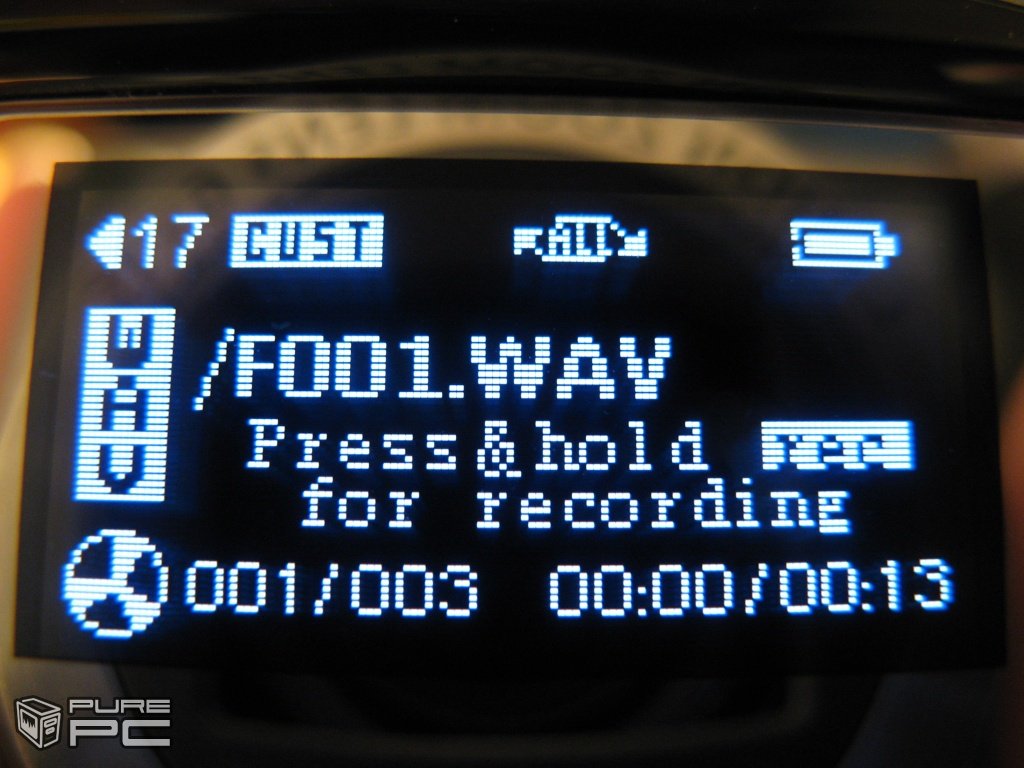 17 CUST All
/F001.WAV
Press&hold
for recording
001/003 00:00/00:13
PURE
PC